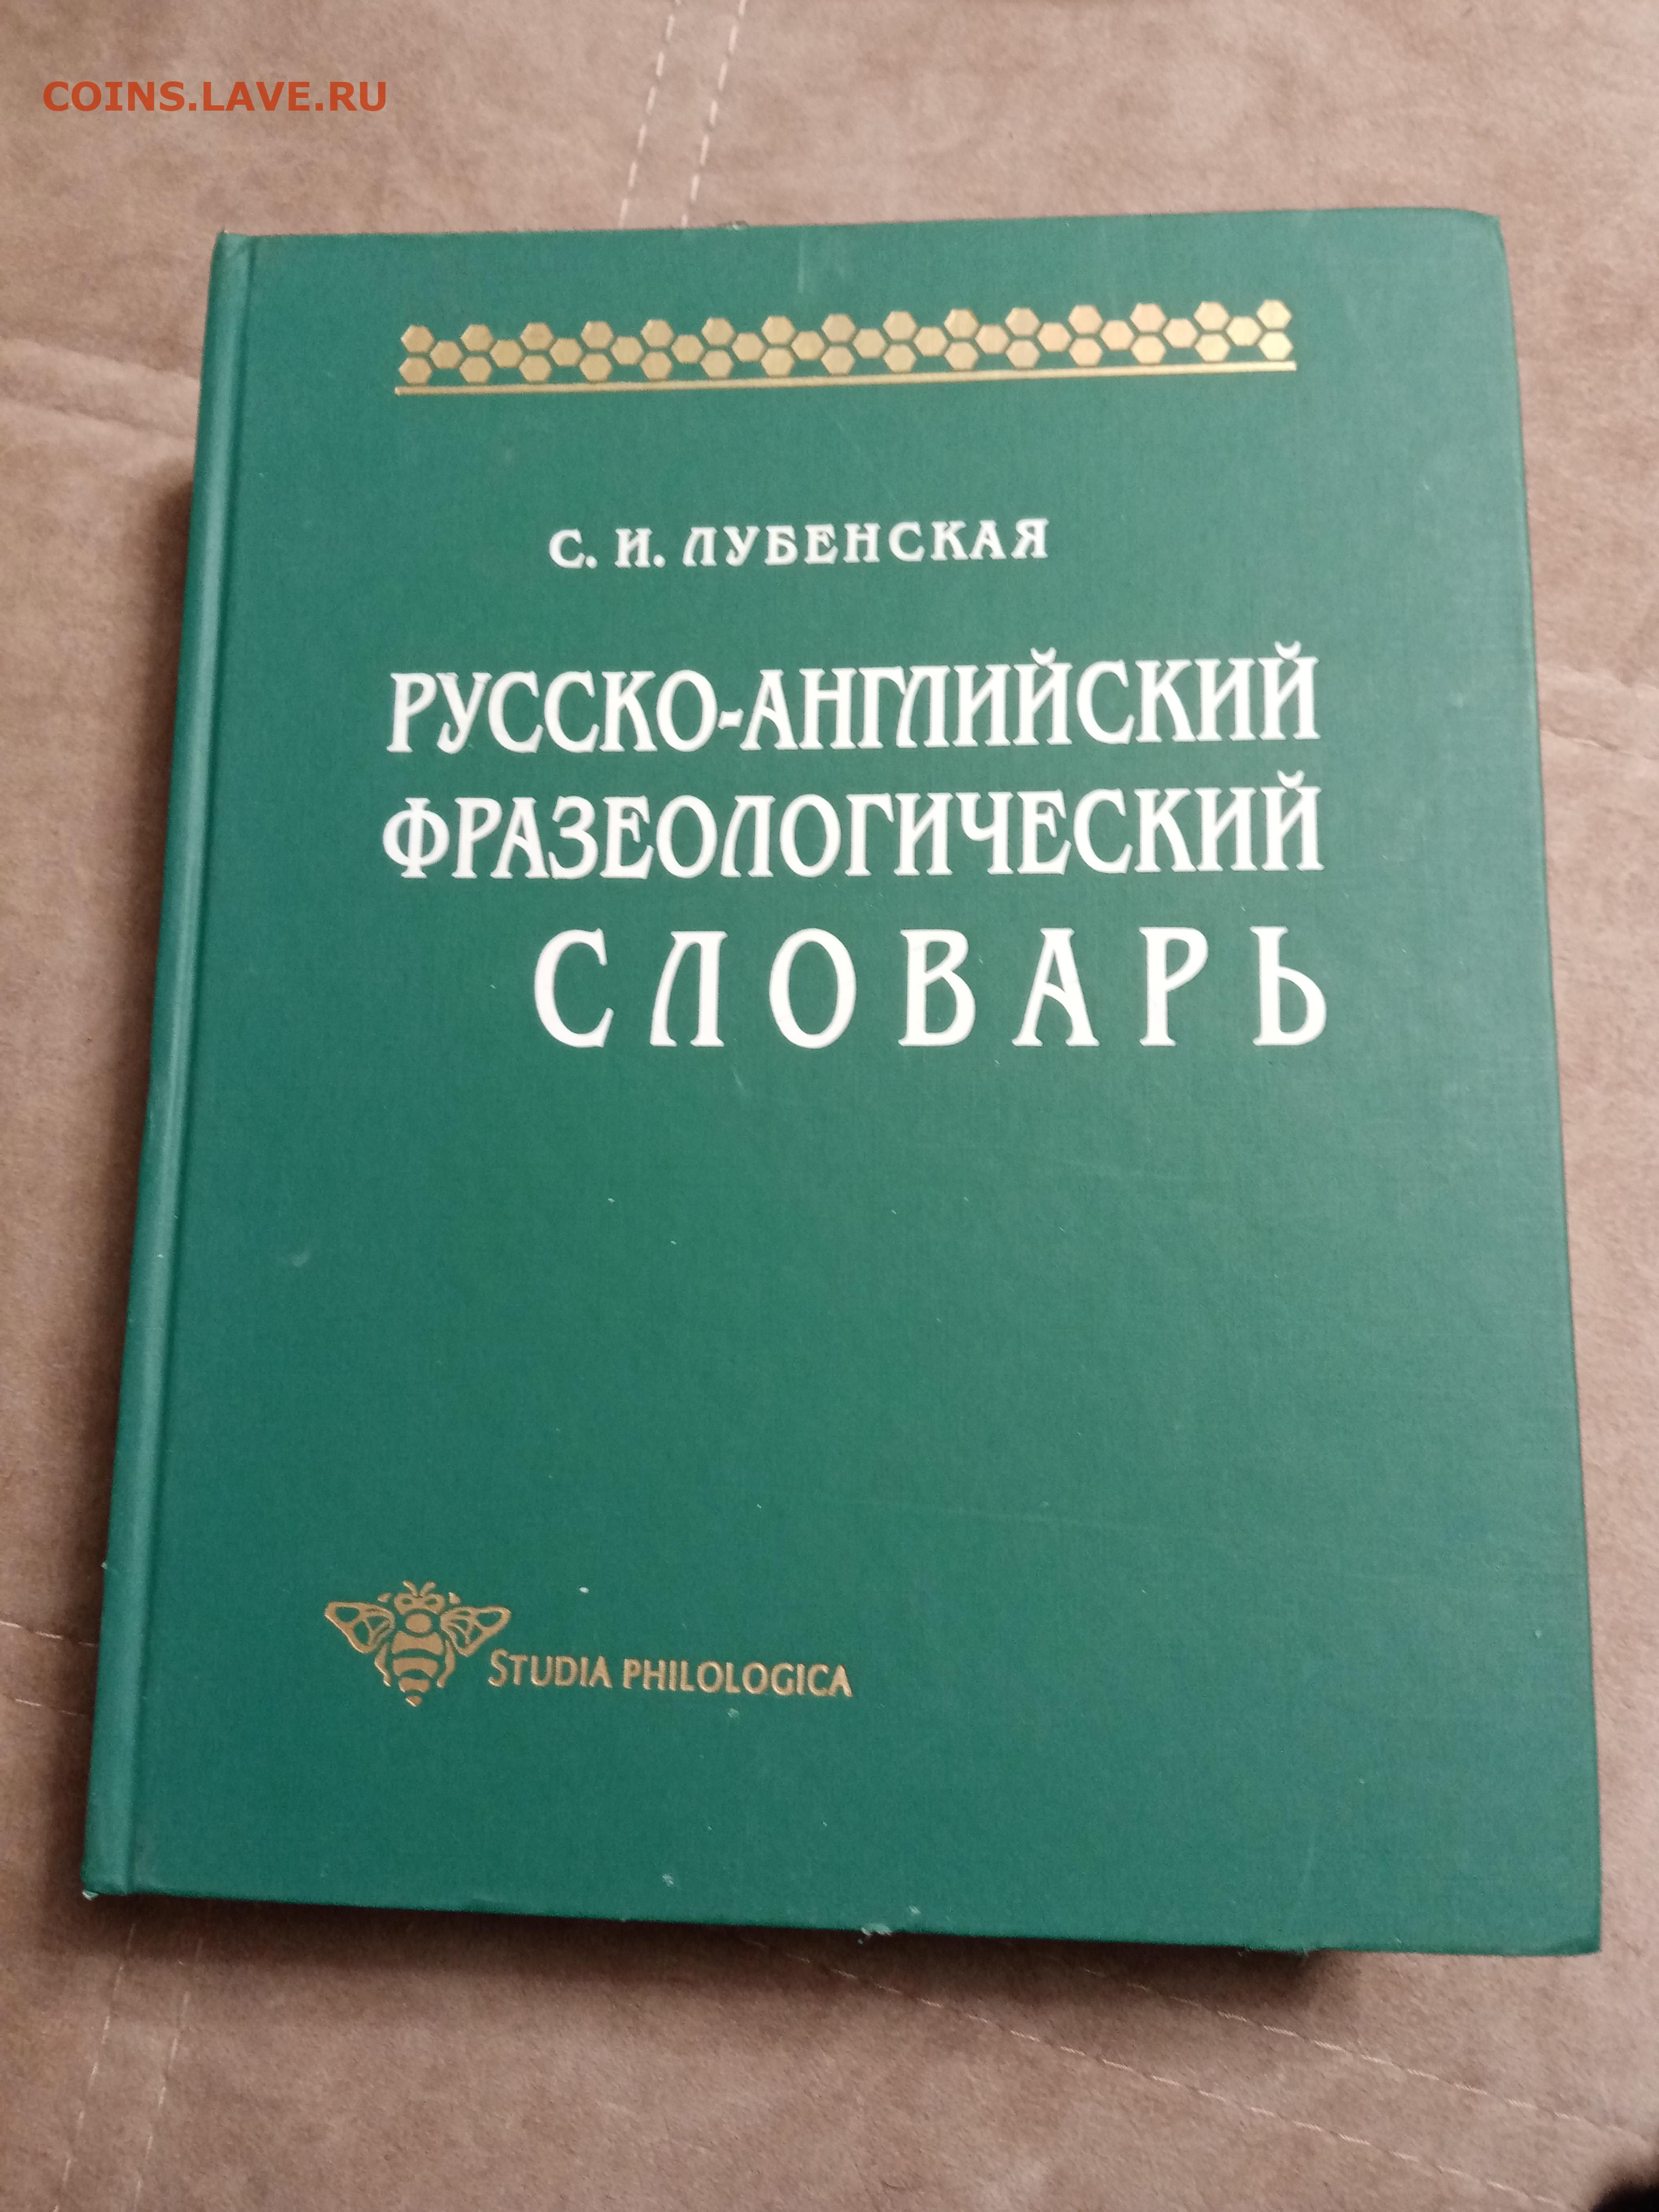 COINS.LAVE.RU
С. И. ЛУБЕНСКАЯ
РУССКО-АНГЛИЙСКИЙ
ФРАЗЕОЛОГИЧЕСКИЙ
СЛОВАРЬ
STUDIA PHILOLOGICA